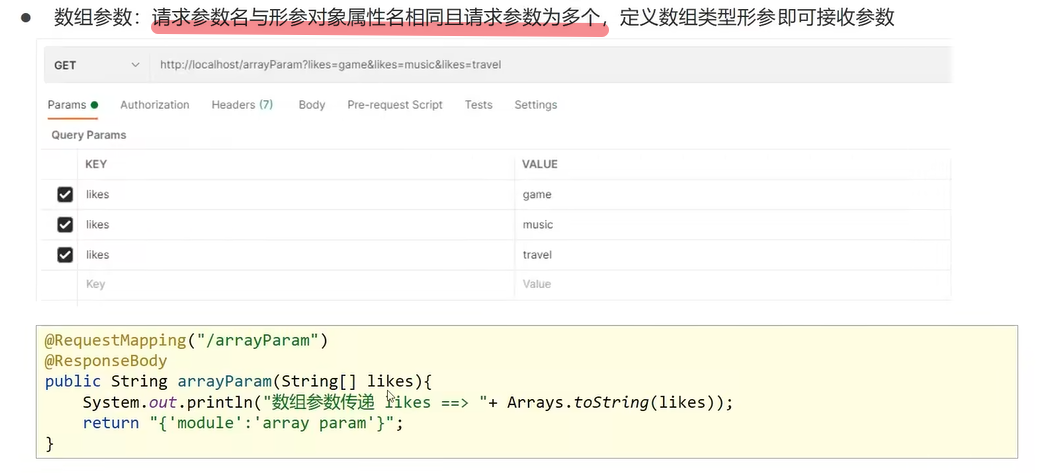 ● 数组参数：请求参数名与形参对象属性名相同且请求参数为多个，定义数组类型形参即可接收参数
GET http://localhost/arrayParam?likes=game&likes=music&likes=travel
Params Authorization Headers (7) Body Pre-request Script Tests Settings
Query Params
KEY VALUE
likes game
likes music
likes travel
Key Value
@RequestMapping("/arrayParam")
@ResponseBody
public String arrayParam(String[] likes){
    System.out.println("数组参数传递 likes ==> "+ Arrays.toString(likes));
    return "{'module':'array param'}";
}